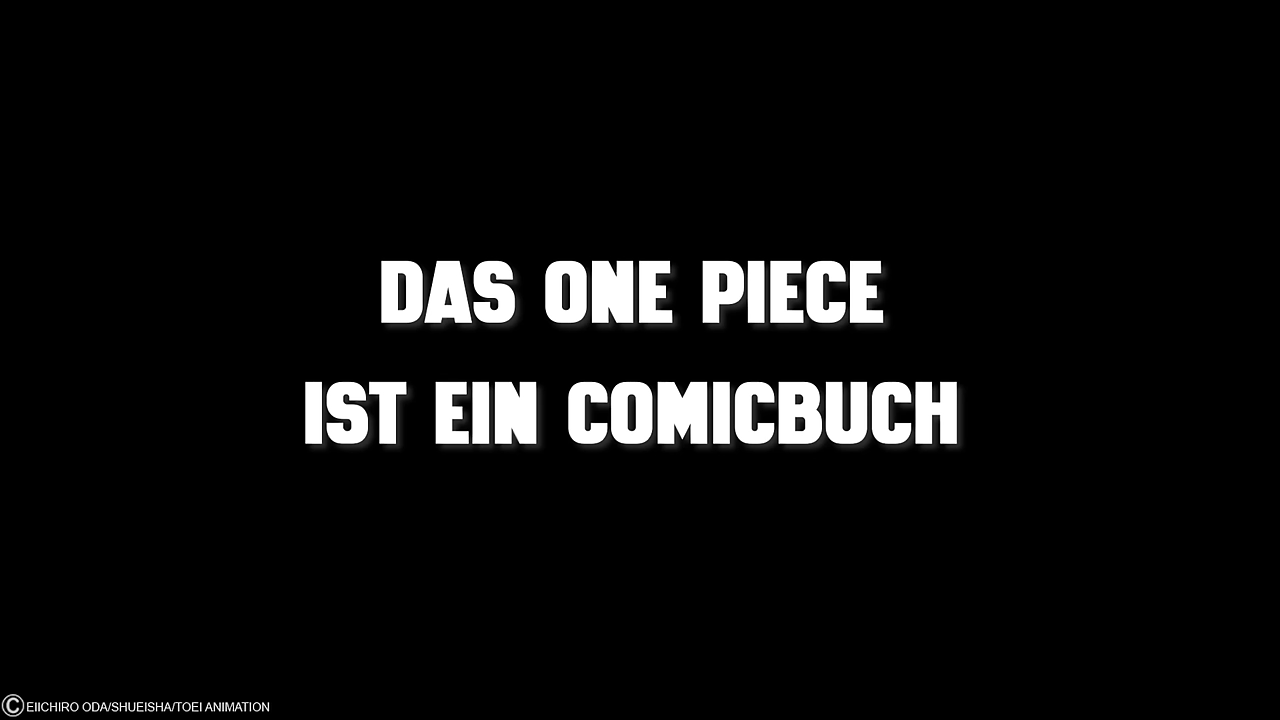 DAS ONE PIECE
IST EIN COMICBUCH
©EIICHIRO ODA/SHUEISHA/TOEI ANIMATION